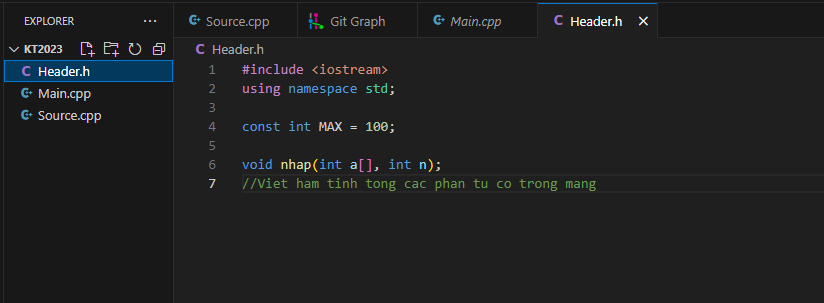 EXPLORER
Source.cpp
Git Graph
Main.cpp
Header.h
KT2023
Header.h
Header.h
1 #include <iostream>
Main.cpp
2 using namespace std;
Source.cpp
3
4 const int MAX = 100;
5
6 void nhap(int a[], int n);
7 //Viet ham tinh tong cac phan tu co trong mang